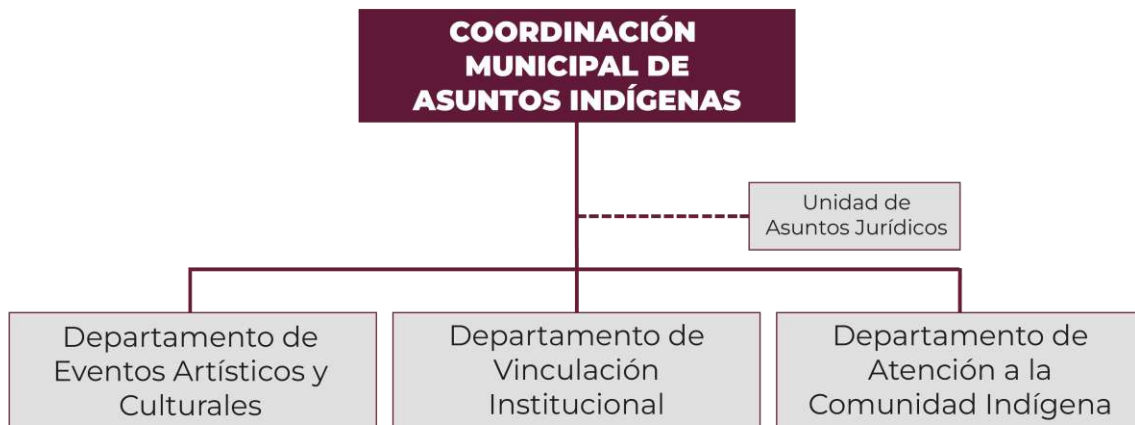 COORDINACIÓN
MUNICIPAL DE
ASUNTOS INDÍGENAS
Unidad de
Asuntos Jurídicos
Departamento de
Eventos Artísticos y
Culturales
Departamento de
Vinculación
Institucional
Departamento de
Atención a la
Comunidad Indígena